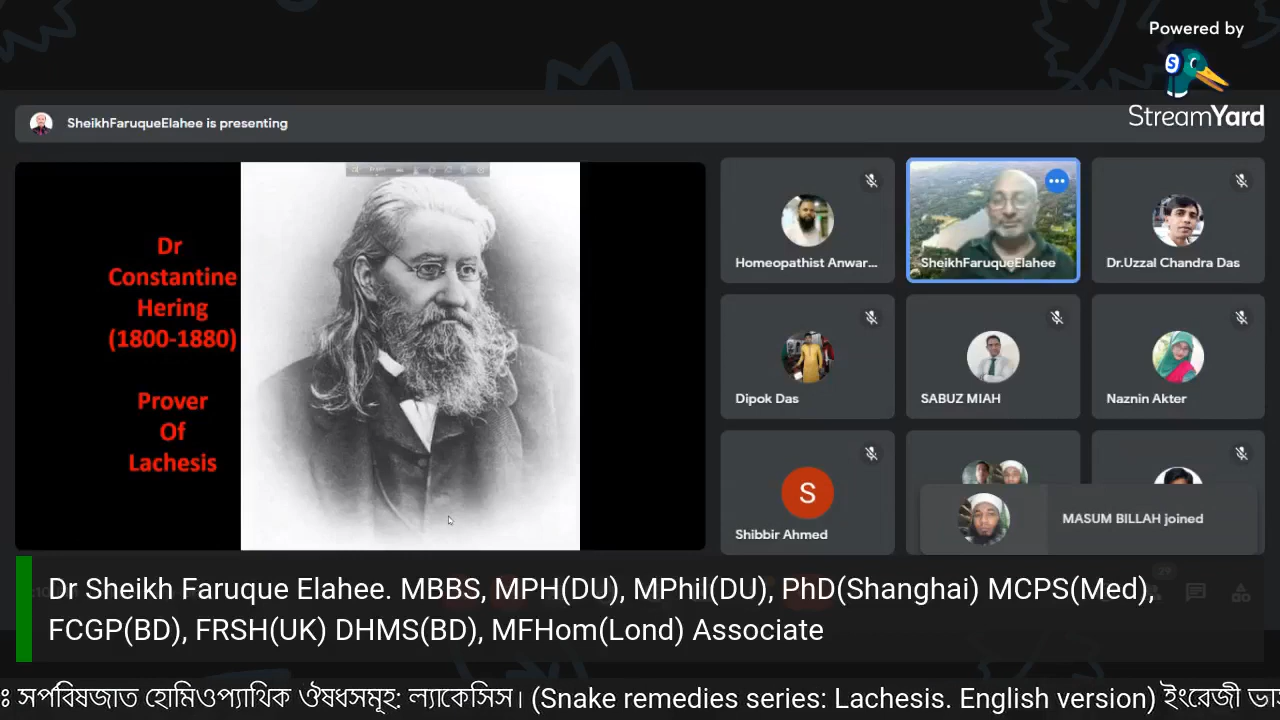 Powered by
StreamYard
SheikhFaruqueElahee is presenting
Dr
Constantine
Hering
(1800-1880)
Prover
Of
Lachesis
Homeopathist Anwar...
SheikhFaruqueElahee
Dr.Uzzal Chandra Das
Dipok Das
SABUZ MIAH
Naznin Akter
S
Shibbir Ahmed
MASUM BILLAH joined
Dr Sheikh Faruque Elahee. MBBS, MPH(DU), MPhil(DU), PhD(Shanghai) MCPS(Med),
FCGP(BD), FRSH(UK) DHMS(BD), MFHom(Lond) Associate
ঃ সর্পবিষজাত হোমিওপ্যাথিক ঔষধসমূহ: ল্যাকেসিস। (Snake remedies series: Lachesis. English version) ইংরেজী ভা